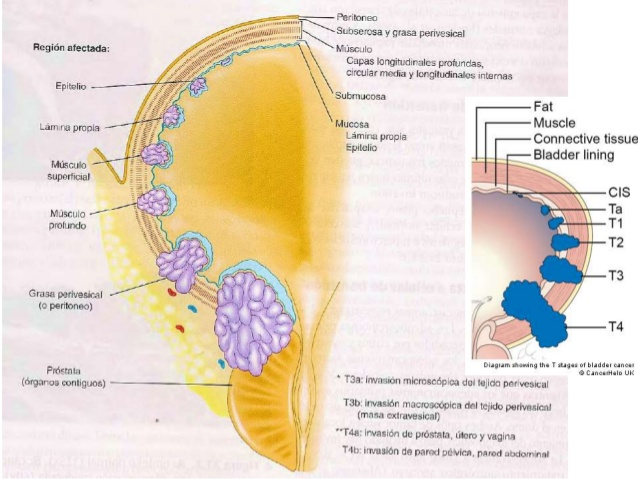 Región afectada:
Epitelio
Lámina propia
Músculo
superficial
Músculo
profundo
Grasa perivesical
(o peritoneo)
Próstata
(órganos contiguos)
Peritoneo
Subserosa y grasa perivesical
Músculo
Capas longitudinales profundas,
circular media y longitudinales internas
Submucosa
Mucosa
Lámina propia
Epitelio
* T3a: invasión microscópica del tejido perivesical
T3b: invasión macroscópica del tejido perivesical
(masa extravesical)
**T4a: invasión de próstata, útero y vagina
T4b: invasión de pared pélvica, pared abdominal
Fat
Muscle
Connective tissue
Bladder lining
CIS
Ta
T1
T2
T3
T4
Diagram showing the T stages of bladder cancer
© CancerHelp UK